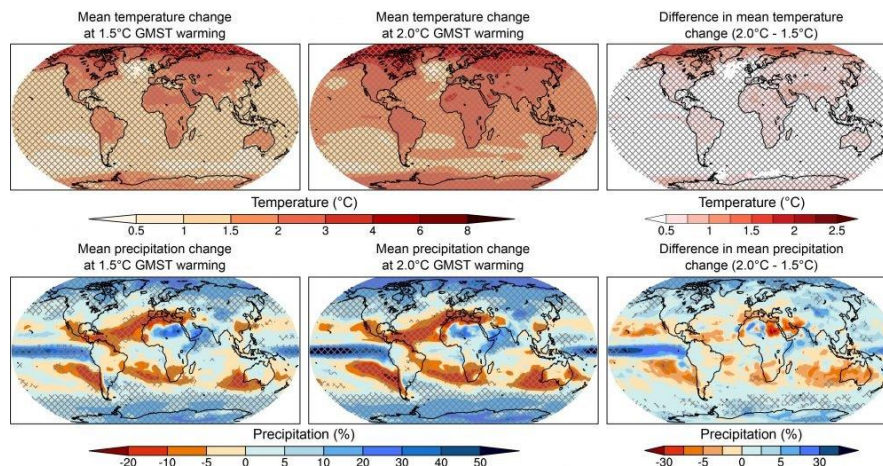 Mean temperature change
at 1.5°C GMST warming
Mean temperature change
at 2.0°C GMST warming
Difference in mean temperature
change (2.0°C - 1.5°C)
Temperature (°C)
0.5 1 1.5 2 3 4 6 8
Temperature (°C)
0.5 1 1.5 2 2.5
Mean precipitation change
at 1.5°C GMST warming
Mean precipitation change
at 2.0°C GMST warming
Difference in mean precipitation
change (2.0°C - 1.5°C)
Precipitation (%)
-20 -10 -5 0 5 10 20 30 40 50
Precipitation (%)
-30 -5 0 5 30